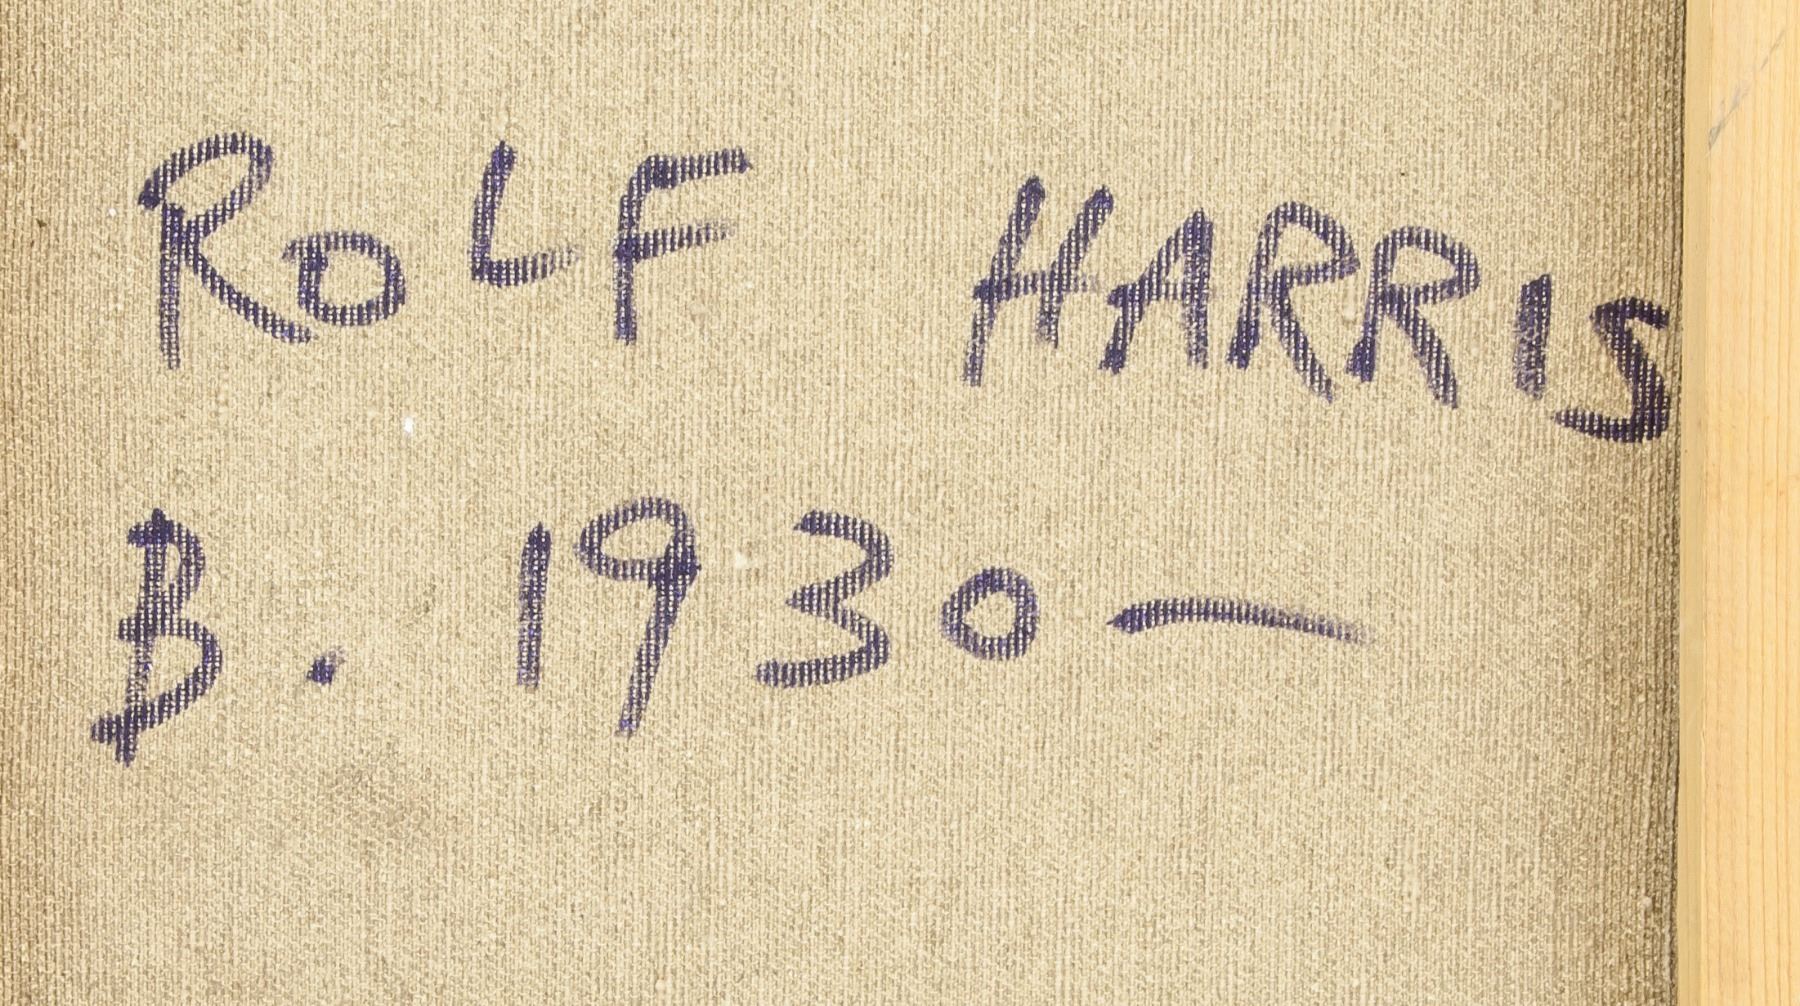 ROLF HARRIS
B. 1930 –